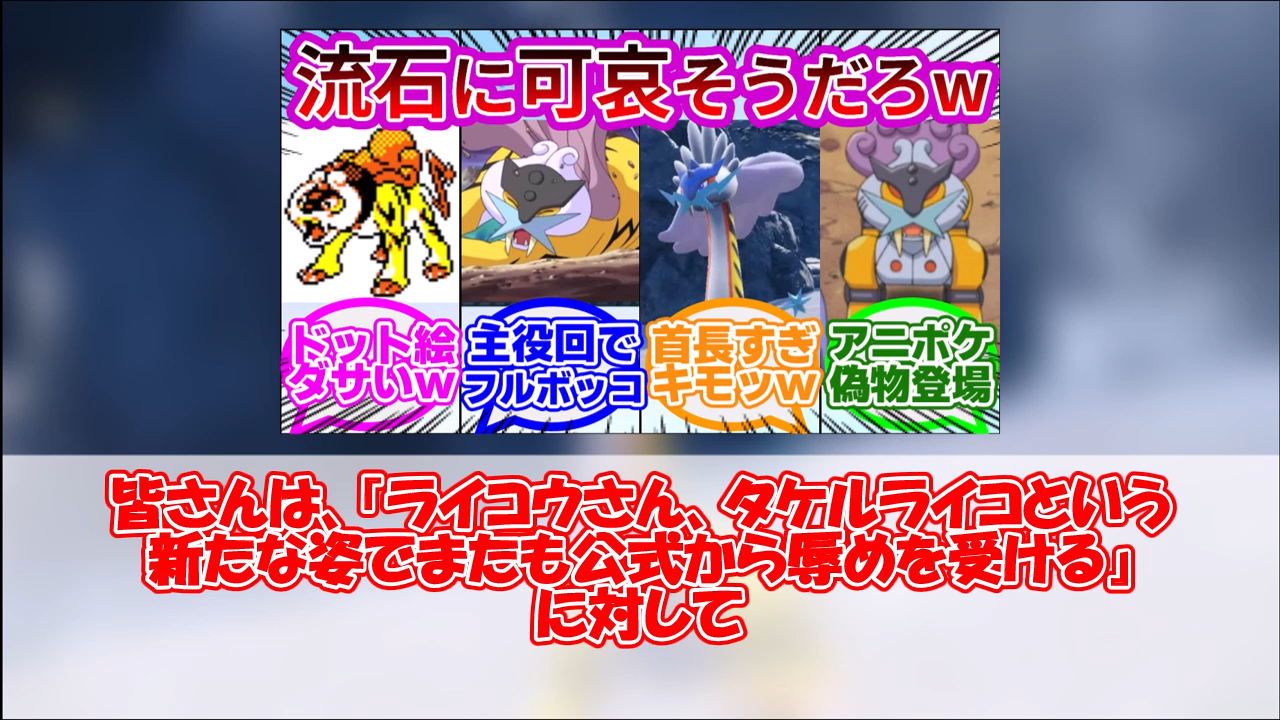 流石に可哀そうだろw
ドット絵
ダサいw
主役回で
フルボッコ
首長すぎ
キモッw
アニポケ
偽物登場
皆さんは、「ライコウさん、タケルライコという
新たな姿でまたも公式から辱めを受ける」
に対して